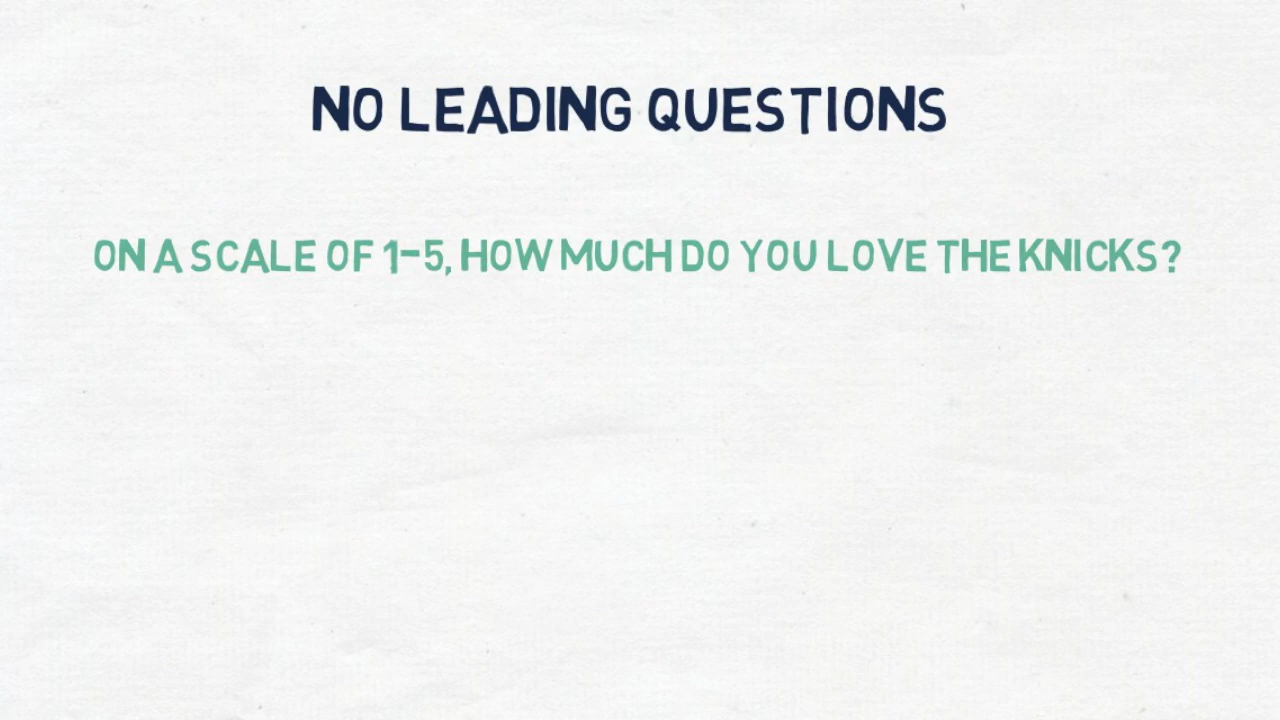 NO LEADING QUESTIONS
ON A SCALE OF 1-5, HOW MUCH DO YOU LOVE THE KNICKS?